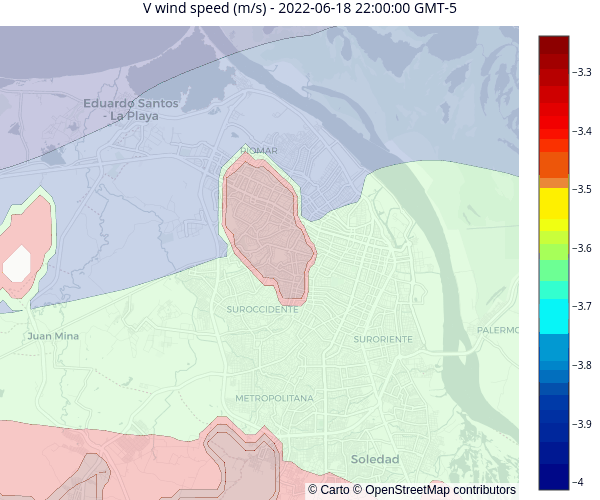 V wind speed (m/s) - 2022-06-18 22:00:00 GMT-5
Eduardo Santos
- La Playa
RIOMAR
SUROCCIDENTE
Juan Mina
SURORIENTE
PALERMO
METROPOLITANA
Soledad
© Carto © OpenStreetMap contributors
−3.3
−3.4
−3.5
−3.6
−3.7
−3.8
−3.9
−4